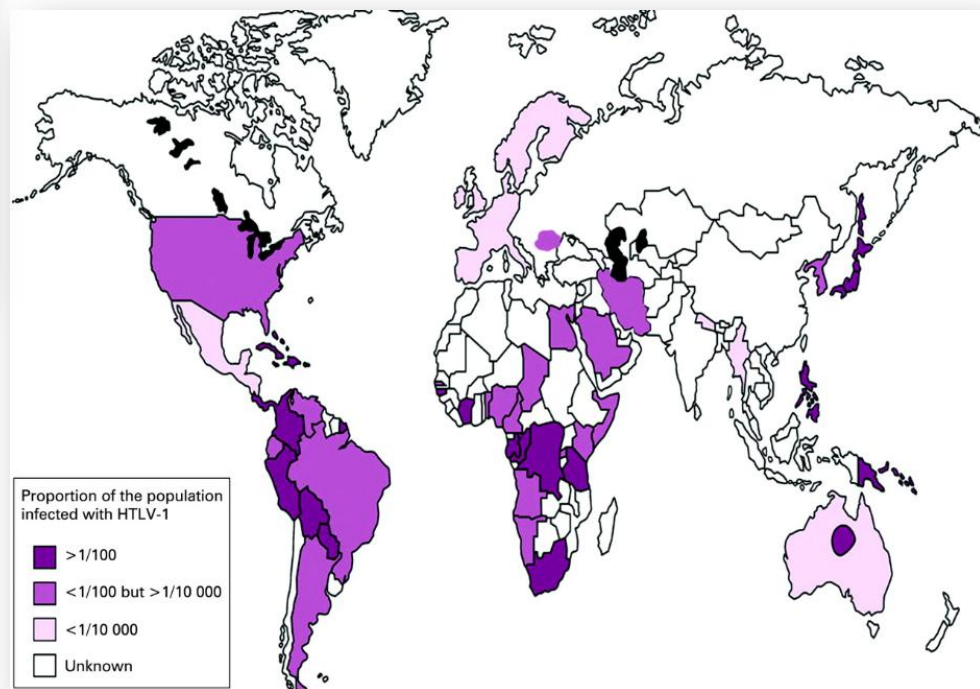 Proportion of the population
infected with HTLV-1
>1/100
<1/100 but >1/10 000
<1/10 000
Unknown